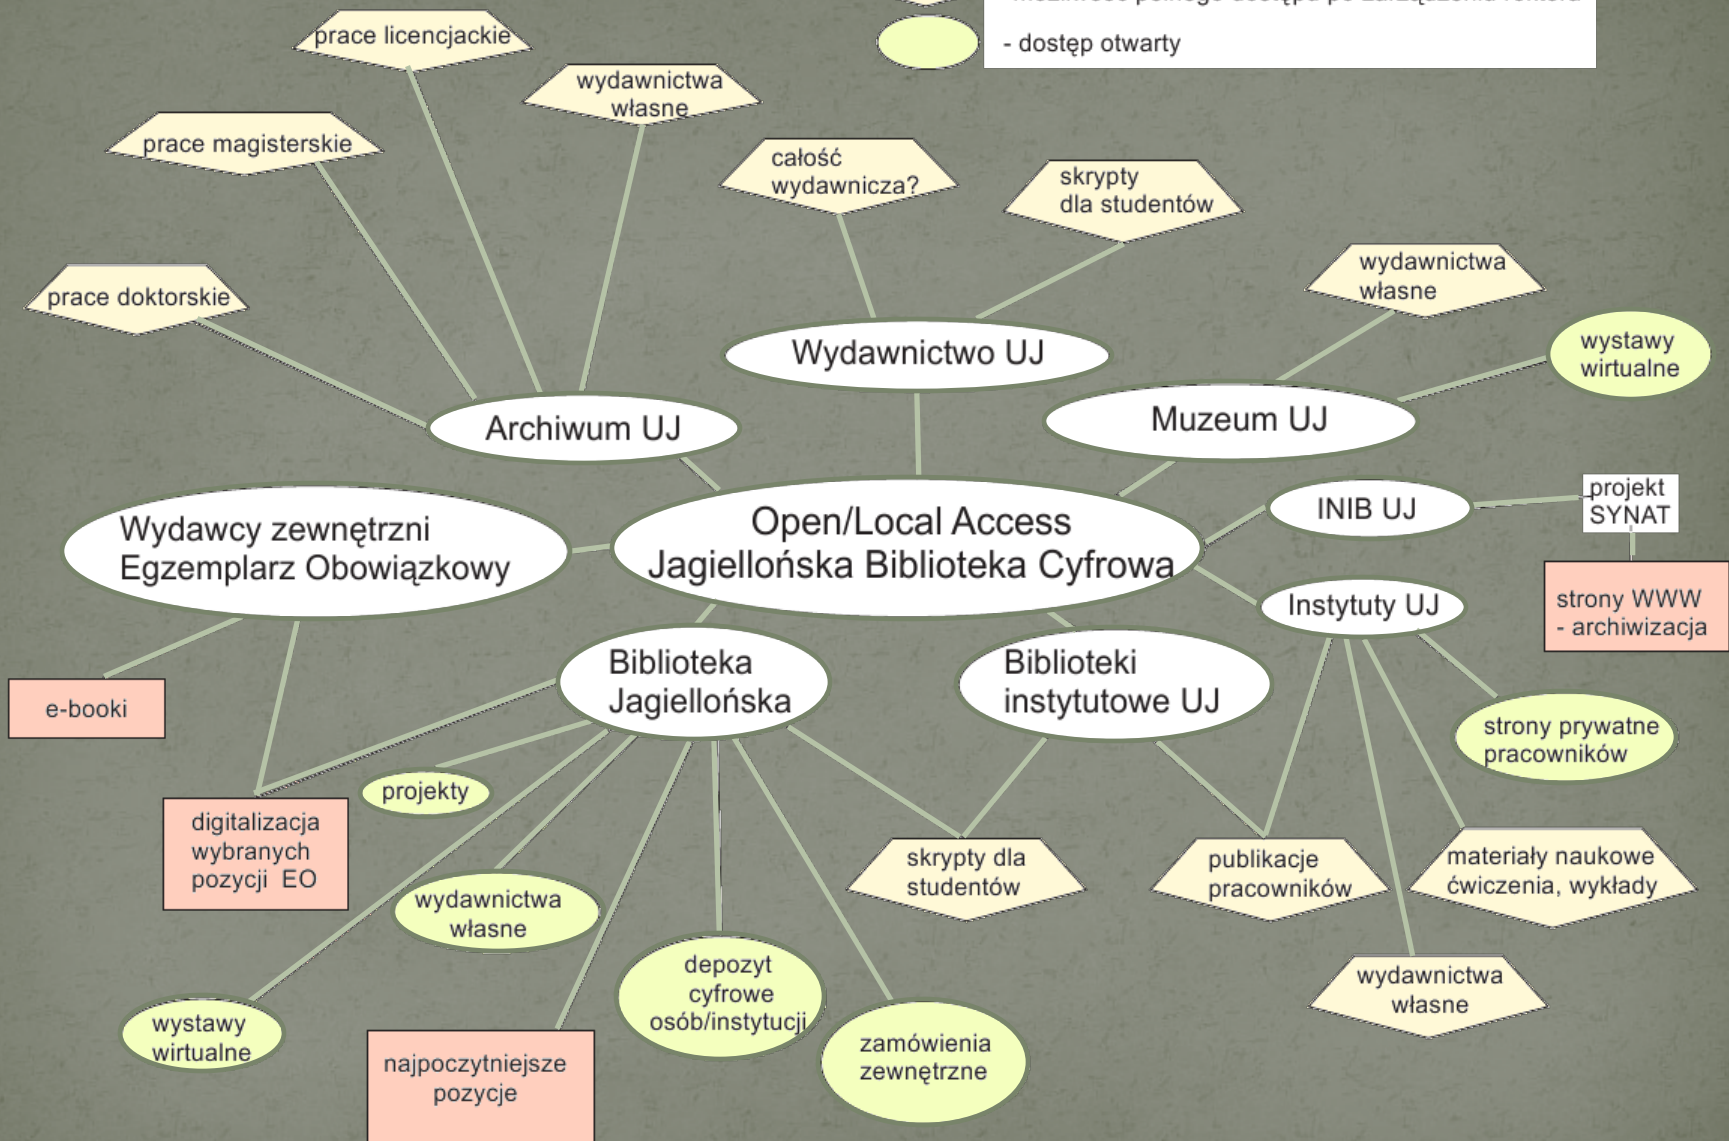 - dostęp otwarty
prace licencjackie
wydawnictwa
własne
prace magisterskie
całość
wydawnicza?
skrypty
dla studentów
wydawnictwa
własne
prace doktorskie
wystawy
wirtualne
Wydawnictwo UJ
Archiwum UJ
Muzeum UJ
projekt
SYNAT
INIB UJ
Open/Local Access
Jagiellońska Biblioteka Cyfrowa
Wydawcy zewnętrzni
Egzemplarz Obowiązkowy
Instytuty UJ
strony WWW
- archiwizacja
Biblioteka
Jagiellońska
Biblioteki
instytutowe UJ
e-booki
strony prywatne
pracowników
projekty
digitalizacja
wybranych
pozycji EO
skrypty dla
studentów
publikacje
pracowników
materiały naukowe
ćwiczenia, wykłady
wydawnictwa
własne
depozyt
cyfrowe
osób/instytucji
wydawnictwa
własne
wystawy
wirtualne
zamówienia
zewnętrzne
najpoczytniejsze
pozycje